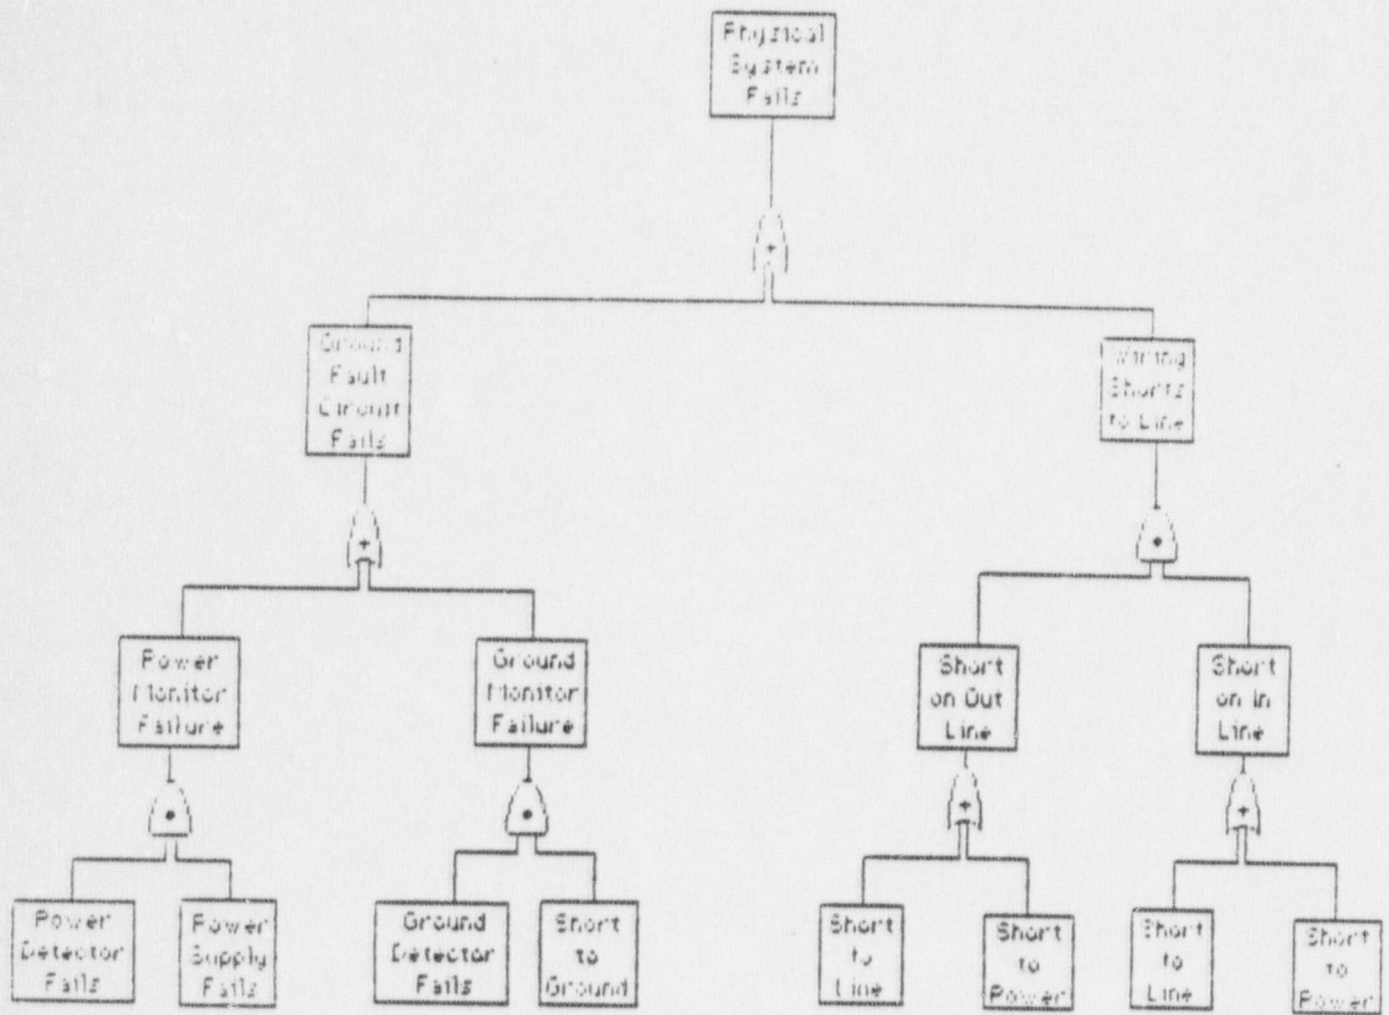 Physical
System
Fails
+
Ground
Fault
Circuit
Fails
Wiring
Shorts
to Line
+
Power
Monitor
Failure
Ground
Monitor
Failure
Short
on Out
Line
Short
on In
Line
+
+
Power
Detector
Fails
Power
Supply
Fails
Ground
Detector
Fails
Short
to
Ground
Short
to
Line
Short
to
Power
Short
to
Line
Short
to
Power